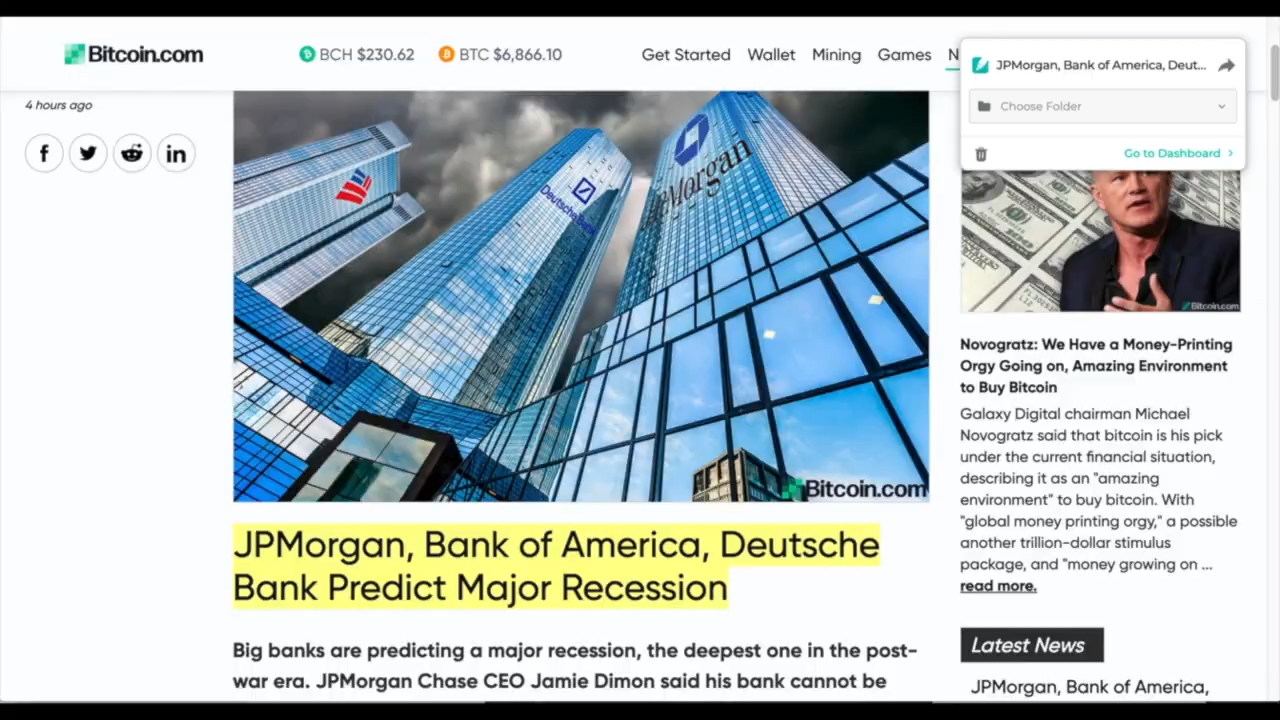 Bitcoin.com
BCH $230.62
BTC $6,866.10
Get Started
Wallet
Mining
Games
N
JPMorgan, Bank of America, Deut...
Choose Folder
Go to Dashboard
4 hours ago
Deutsche Bank
JPMorgan
Bitcoin.com
JPMorgan, Bank of America, Deutsche
Bank Predict Major Recession
Big banks are predicting a major recession, the deepest one in the post-
war era. JPMorgan Chase CEO Jamie Dimon said his bank cannot be
Bitcoin.com
Novogratz: We Have a Money-Printing
Orgy Going on, Amazing Environment
to Buy Bitcoin
Galaxy Digital chairman Michael
Novogratz said that bitcoin is his pick
under the current financial situation,
describing it as an "amazing
environment" to buy bitcoin. With
"global money printing orgy," a possible
another trillion-dollar stimulus
package, and "money growing on ...
read more.
Latest News
JPMorgan, Bank of America,